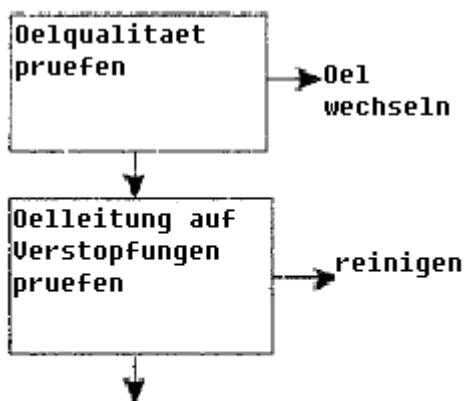 Oelqualitaet
pruefen
Oel
wechseln
Oelleitung auf
Verstopfungen
pruefen
reinigen